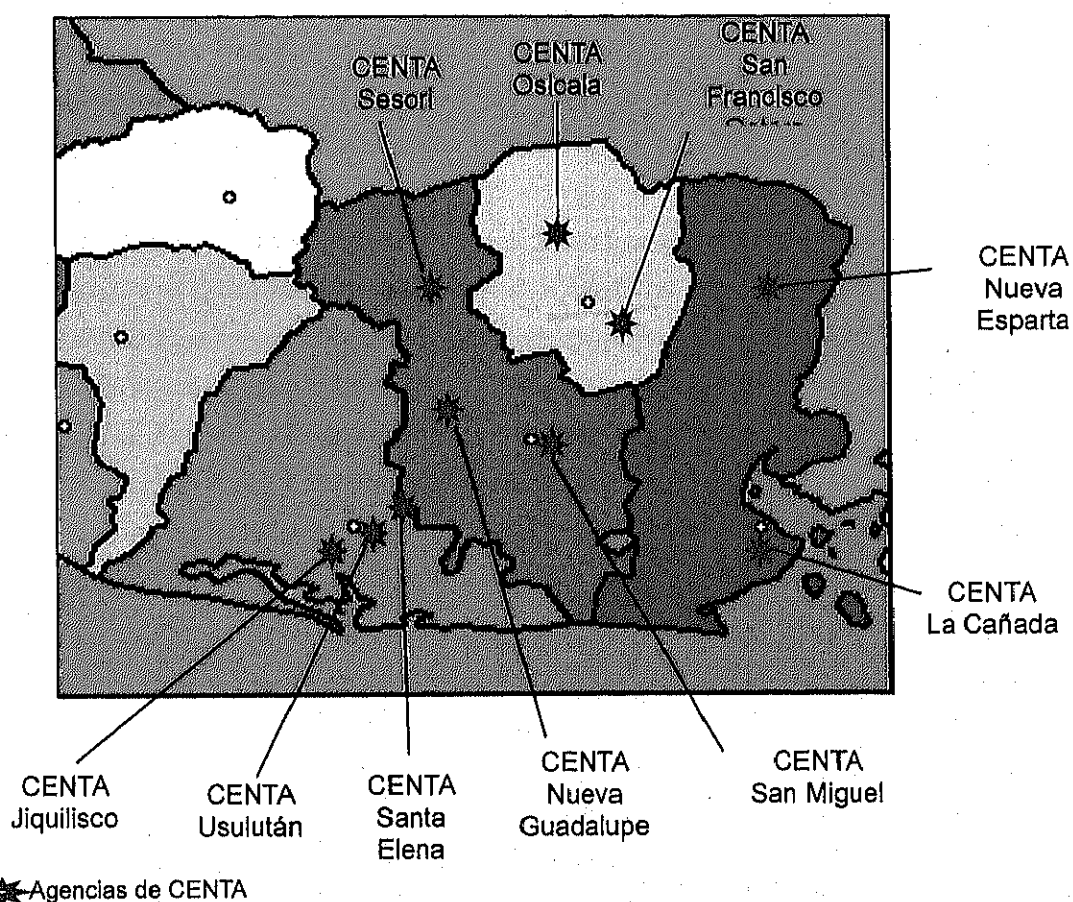 CENTA
Sesori
CENTA
Osicala
CENTA
San
Francisco
CENTA
Nueva
Esparta
CENTA
La Cañada
CENTA
Jiquilisco
CENTA
Usulután
CENTA
Santa
Elena
CENTA
Nueva
Guadalupe
CENTA
San Miguel
Agencias de CENTA